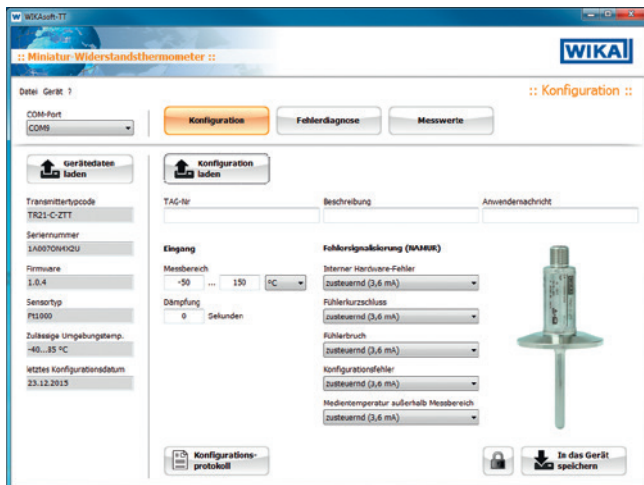 WIKAsoft-TT
:: Miniatur-Widerstandsthermometer ::
WIKA
Datei Gerät ?
:: Konfiguration ::
COM-Port
COM9
Konfiguration
Fehlerdiagnose
Messwerte
Gerätedaten
laden
Konfiguration
laden
Transmittertypcode
TR21-C-ZTT
TAG-Nr
Beschreibung
Anwendernachricht
Seriennummer
1A007ON4X2U
Eingang
Fehlersignalisierung (NAMUR)
Firmware
1.0.4
Messbereich
-50 ... 150 °C
Interner Hardware-Fehler
zusteuernd (3,6 mA)
Sensortyp
Pt1000
Dämpfung
0 Sekunden
Fühlerkurzschluss
zusteuernd (3,6 mA)
Zulässige Umgebungstemp.
-40...85 °C
Fühlerbruch
zusteuernd (3,6 mA)
letztes Konfigurationsdatum
23.12.2015
Konfigurationsfehler
zusteuernd (3,6 mA)
Medientemperatur außerhalb Messbereich
zusteuernd (3,6 mA)
Konfigurations-
protokoll
In das Gerät
speichern